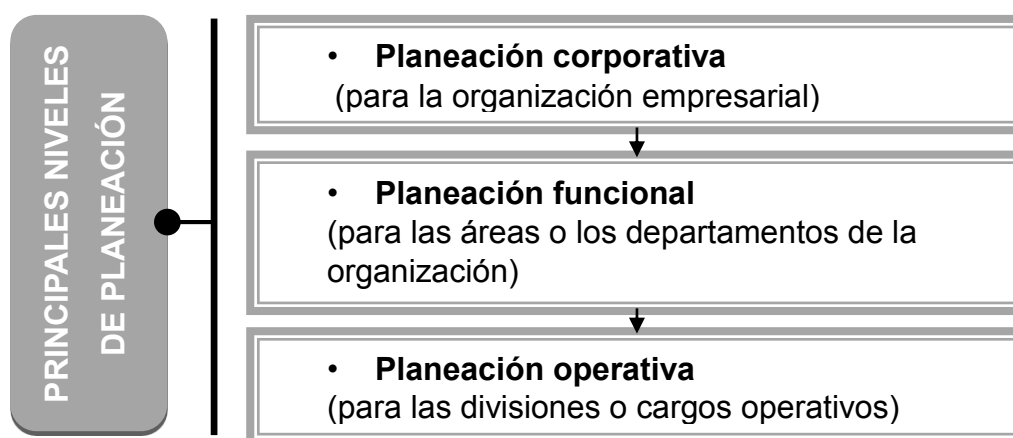 PRINCIPALES NIVELES
DE PLANEACIÓN
• Planeación corporativa
(para la organización empresarial)
• Planeación funcional
(para las áreas o los departamentos de la
organización)
• Planeación operativa
(para las divisiones o cargos operativos)